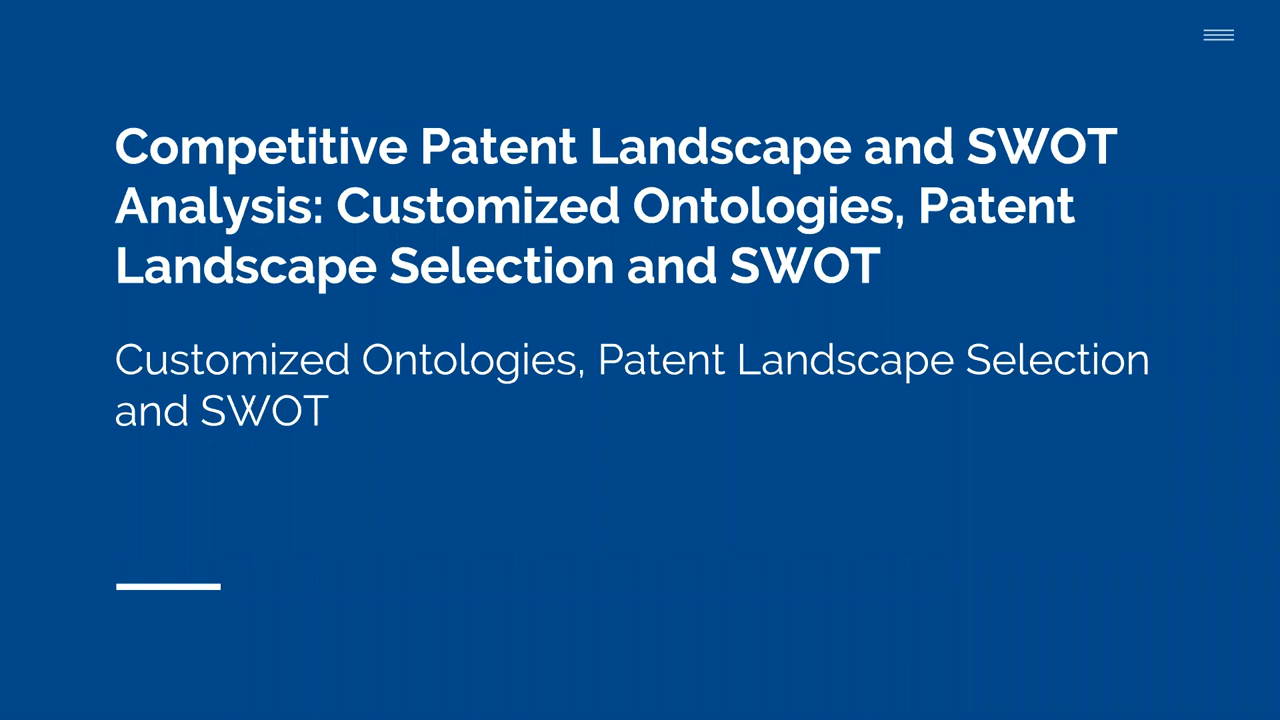 Competitive Patent Landscape and SWOT
Analysis: Customized Ontologies, Patent
Landscape Selection and SWOT
Customized Ontologies, Patent Landscape Selection
and SWOT